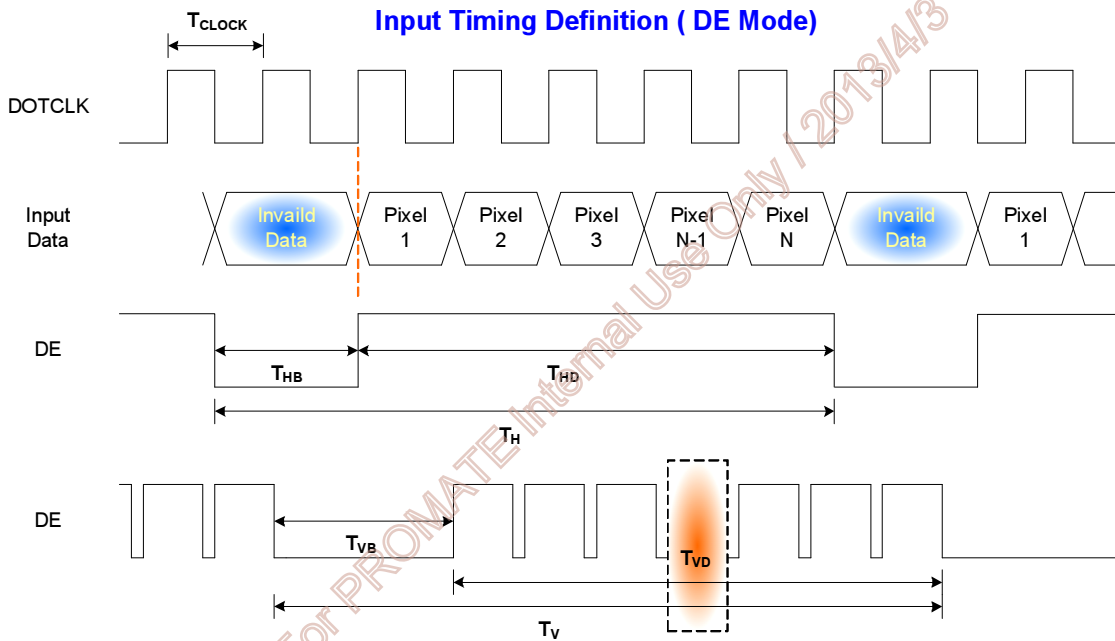 Input Timing Definition ( DE Mode)
TCLOCK
DOTCLK
Input
Data
Invaild
Data
Pixel
1
Pixel
2
Pixel
3
Pixel
N-1
Pixel
N
Invaild
Data
Pixel
1
DE
THB
THD
TH
DE
TVB
TVD
TV
For PROMATE Internal Use Only / 2013/4/3